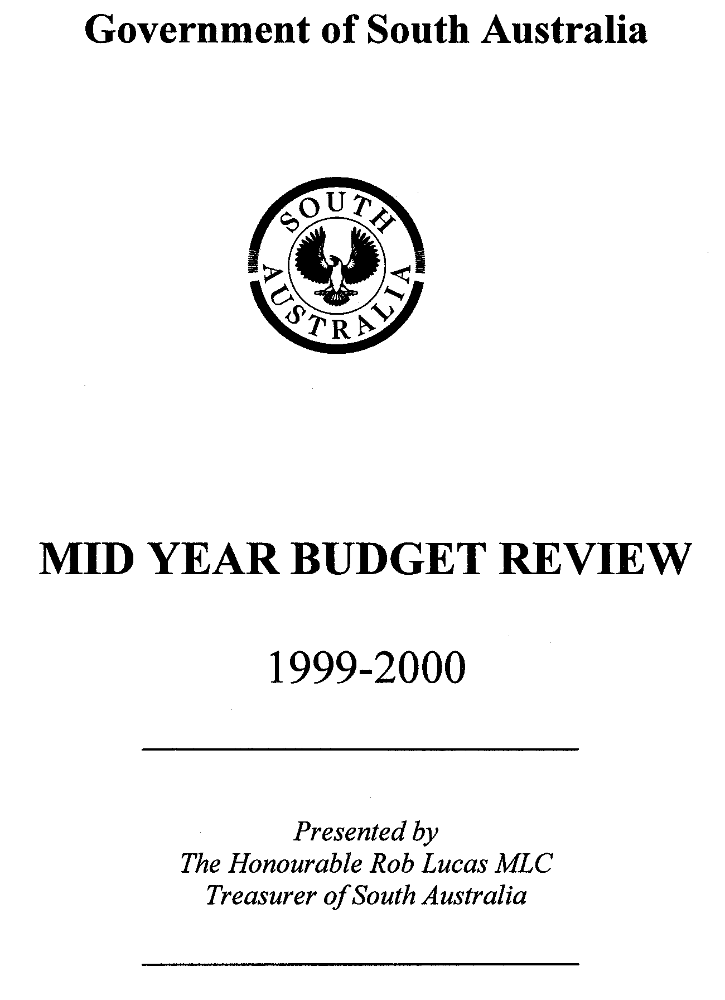 Government of South Australia
SOUTH
AUSTRALIA
MID YEAR BUDGET REVIEW
1999-2000
Presented by
The Honourable Rob Lucas MLC
Treasurer of South Australia